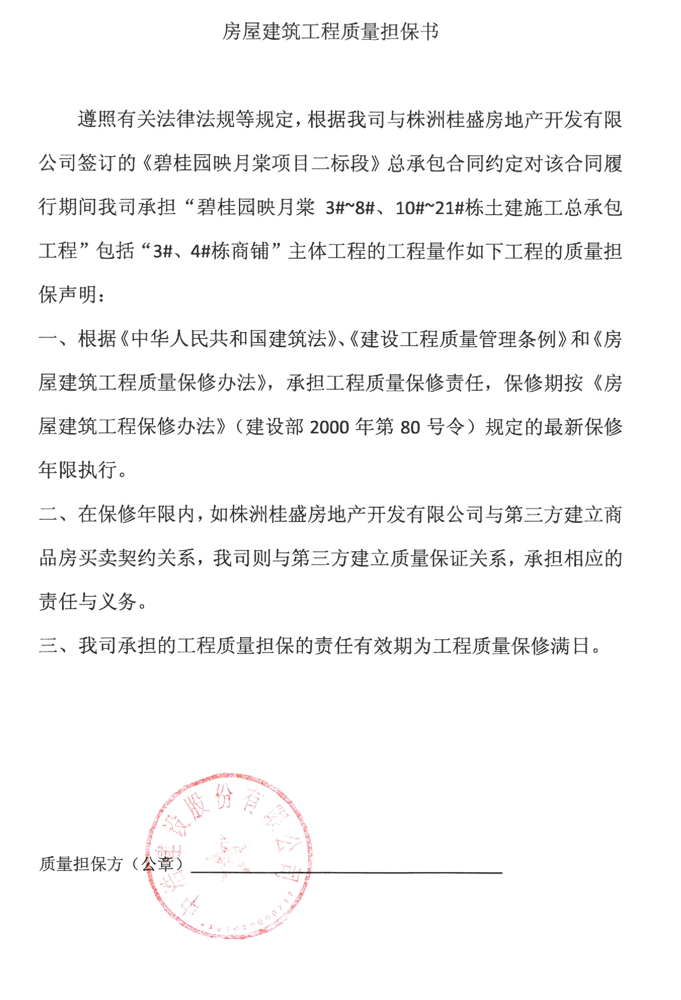 房屋建筑工程质量担保书
遵照有关法律法规等规定，根据我司与株洲桂盛房地产开发有限
公司签订的《碧桂园映月棠项目二标段》总承包合同约定对该合同履
行期间我司承担“碧桂园映月棠 3#~8#、10#~21#栋土建施工总承包
工程”包括“3#、4#栋商铺”主体工程的工程量作如下工程的质量担
保声明：
一、根据《中华人民共和国建筑法》、《建设工程质量管理条例》和《房
屋建筑工程质量保修办法》，承担工程质量保修责任，保修期按《房
屋建筑工程保修办法》（建设部 2000 年第 80 号令）规定的最新保修
年限执行。
二、在保修年限内，如株洲桂盛房地产开发有限公司与第三方建立商
品房买卖契约关系，我司则与第三方建立质量保证关系，承担相应的
责任与义务。
三、我司承担的工程质量担保的责任有效期为工程质量保修满日。
质量担保方（公章）
建设股份有限公司